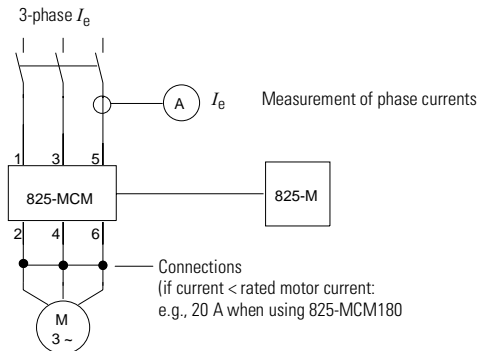 3-phase Ie
A Ie Measurement of phase currents
1 3 5
825-MCM 825-M
2 4 6
Connections
(if current < rated motor current:
e.g., 20 A when using 825-MCM180
M
3 ~